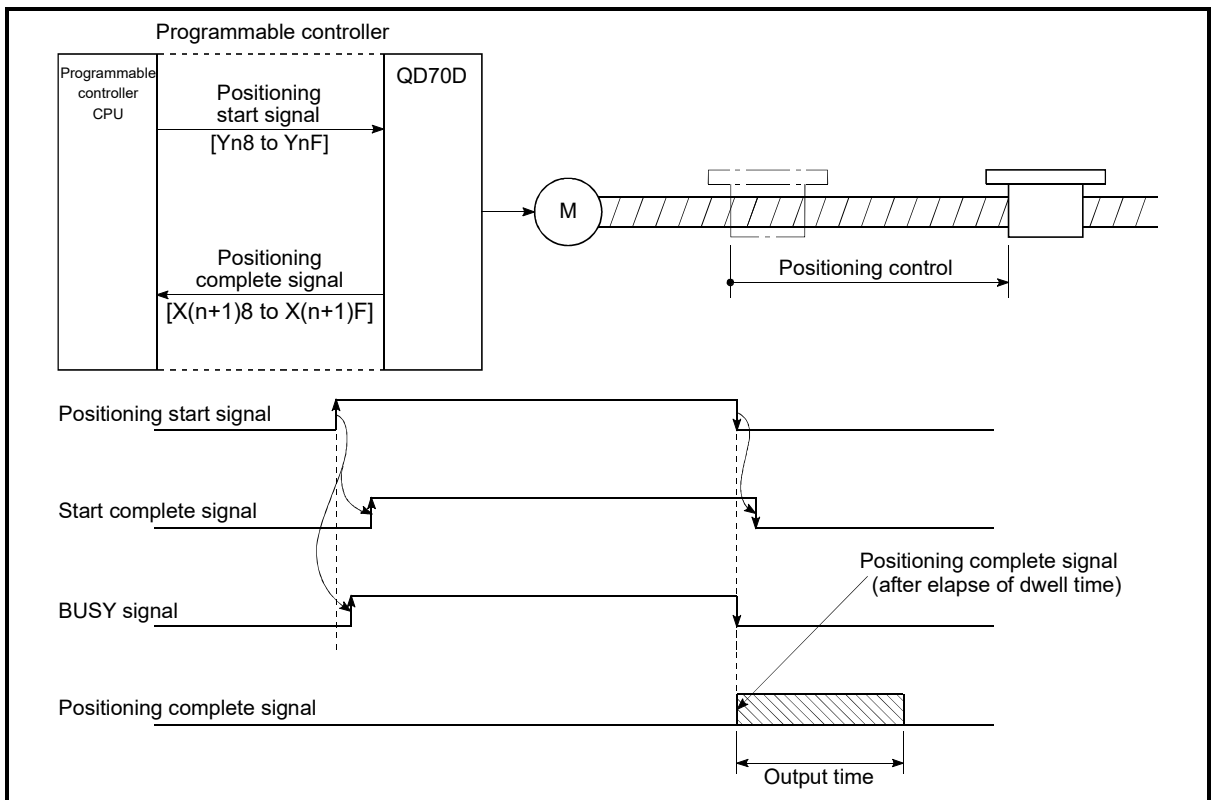 Programmable controller
Programmable
controller
CPU
QD70D
Positioning
start signal
[Yn8 to YnF]
M
Positioning
complete signal
[X(n+1)8 to X(n+1)F]
Positioning control
Positioning start signal
Start complete signal
Positioning complete signal
(after elapse of dwell time)
BUSY signal
Positioning complete signal
Output time